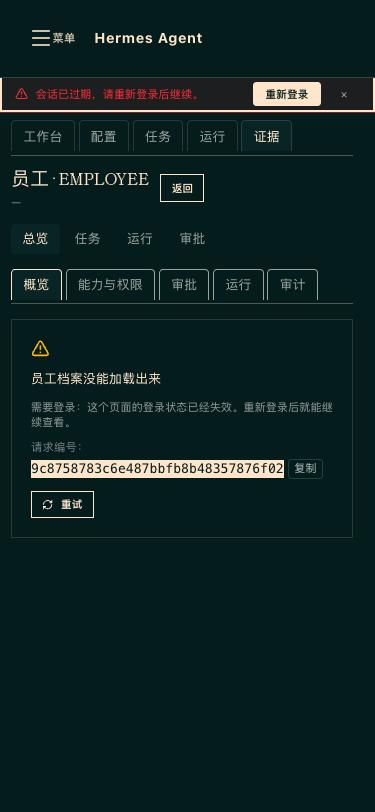 菜单 Hermes Agent
会话已过期，请重新登录后继续。 重新登录 ×
工作台 配置 任务 运行 证据
员工 · EMPLOYEE 返回
—
总览 任务 运行 审批
概览 能力与权限 审批 运行 审计
员工档案没能加载出来
需要登录：这个页面的登录状态已经失效。重新登录后就能继
续查看。
请求编号：
9c8758783c6e487bbfb8b48357876f02 复制
重试